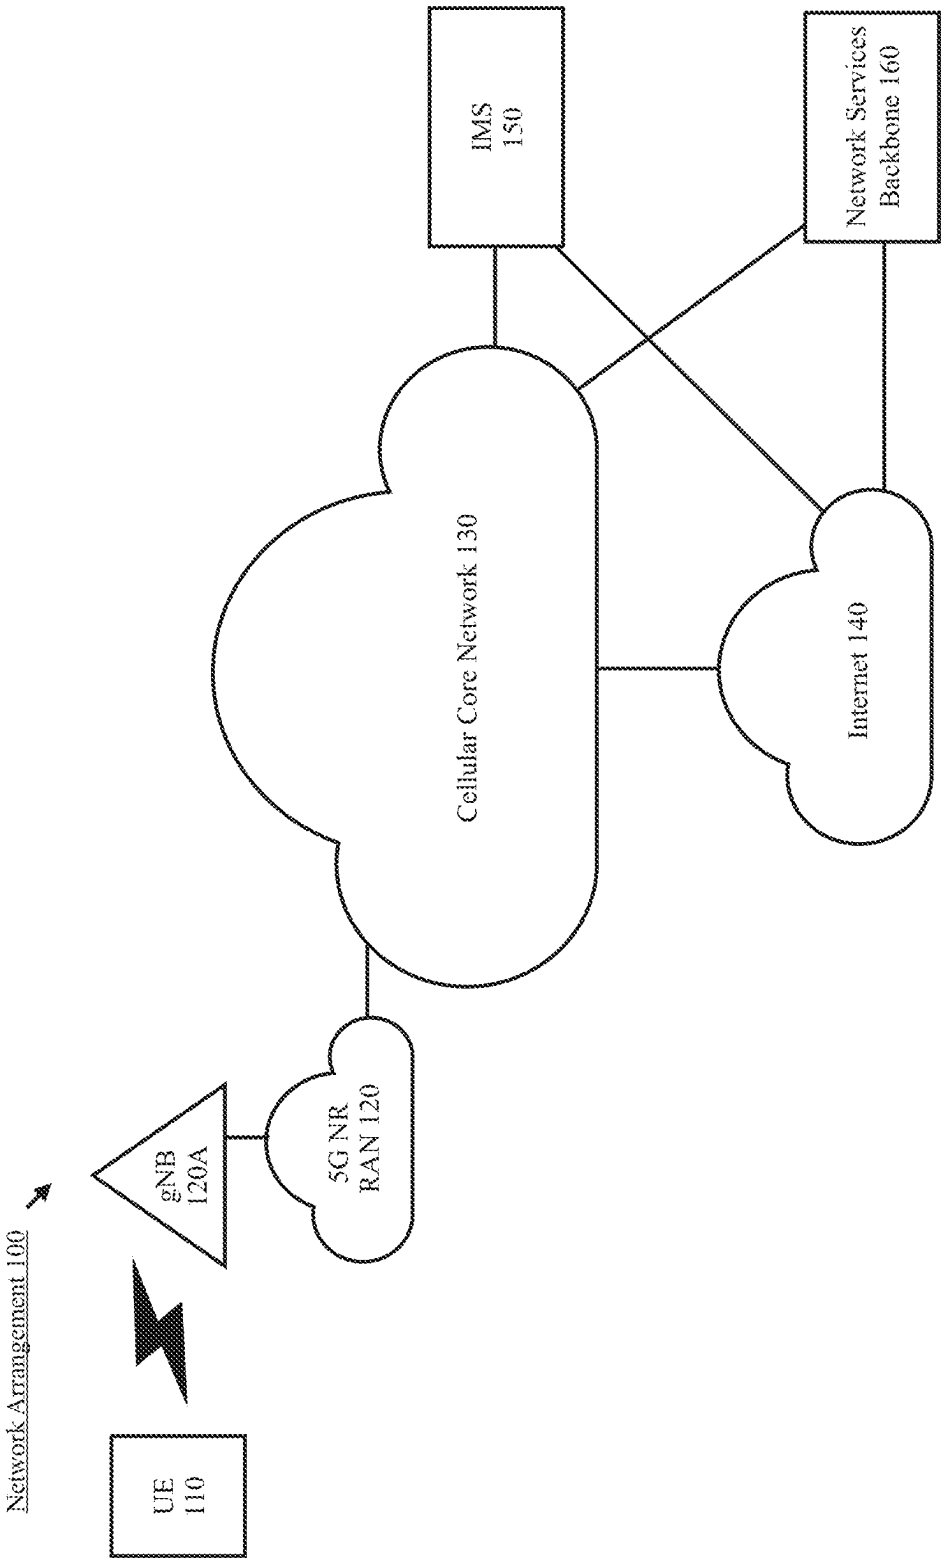 Network Arrangement 100
UE
110
gNB
120A
5G NR
RAN 120
Cellular Core Network 130
Internet 140
IMS
150
Network Services
Backbone 160